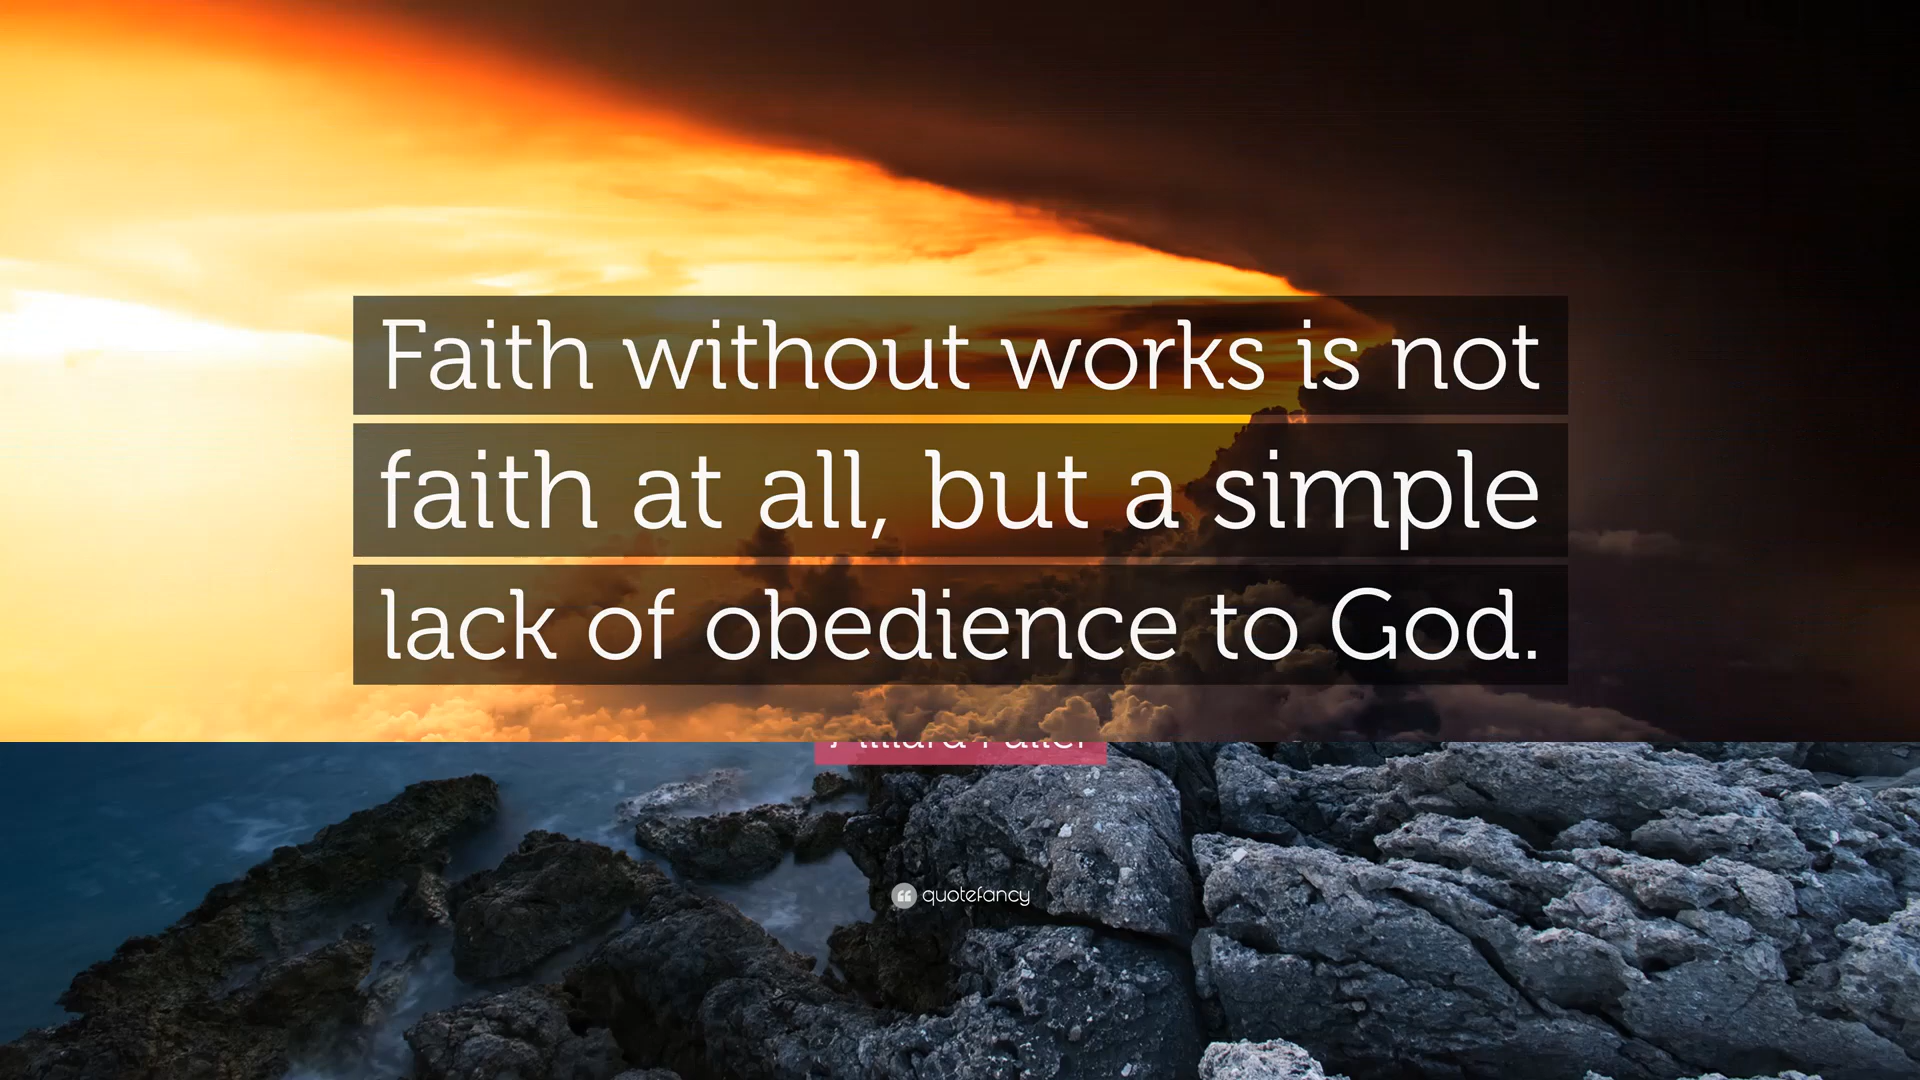 Faith without works is not
faith at all, but a simple
lack of obedience to God.
quotefancy